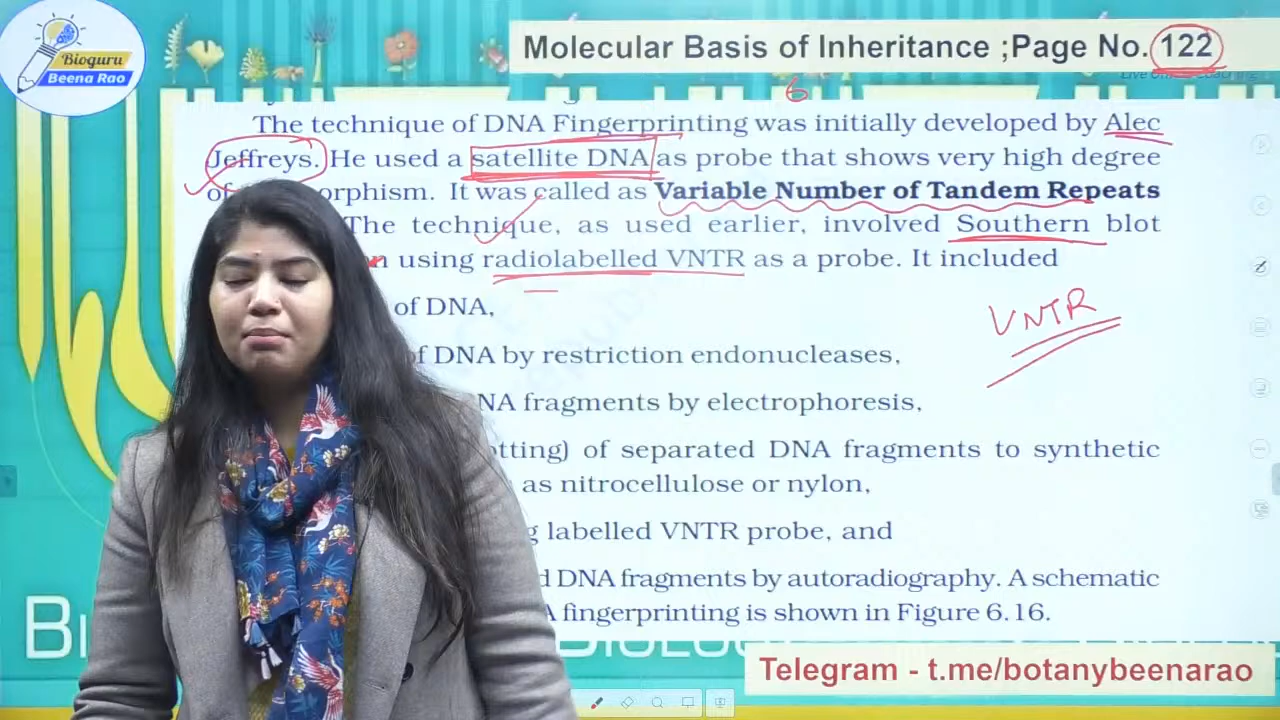 Bioguru
Beena Rao
Molecular Basis of Inheritance ;Page No. 122
6
The technique of DNA Fingerprinting was initially developed by Alec
Jeffreys. He used a satellite DNA as probe that shows very high degree
orphism. It was called as Variable Number of Tandem Repeats
The technique, as used earlier, involved Southern blot
n using radiolabelled VNTR as a probe. It included
VNTR
of DNA,
of DNA by restriction endonucleases,
NA fragments by electrophoresis,
otting) of separated DNA fragments to synthetic
as nitrocellulose or nylon,
g labelled VNTR probe, and
d DNA fragments by autoradiography. A schematic
A fingerprinting is shown in Figure 6.16.
Telegram - t.me/botanybeenarao